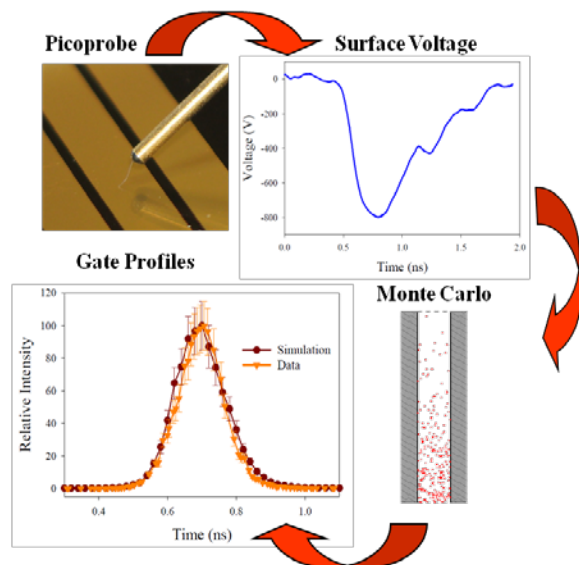 Picoprobe
Surface Voltage
0
-200
-400
-600
-800
Voltage (V)
0.0 0.5 1.0 1.5 2.0
Time (ns)
Gate Profiles
Monte Carlo
120
100
80
60
40
20
0
Relative Intensity
Simulation
Data
0.4 0.6 0.8 1.0
Time (ns)